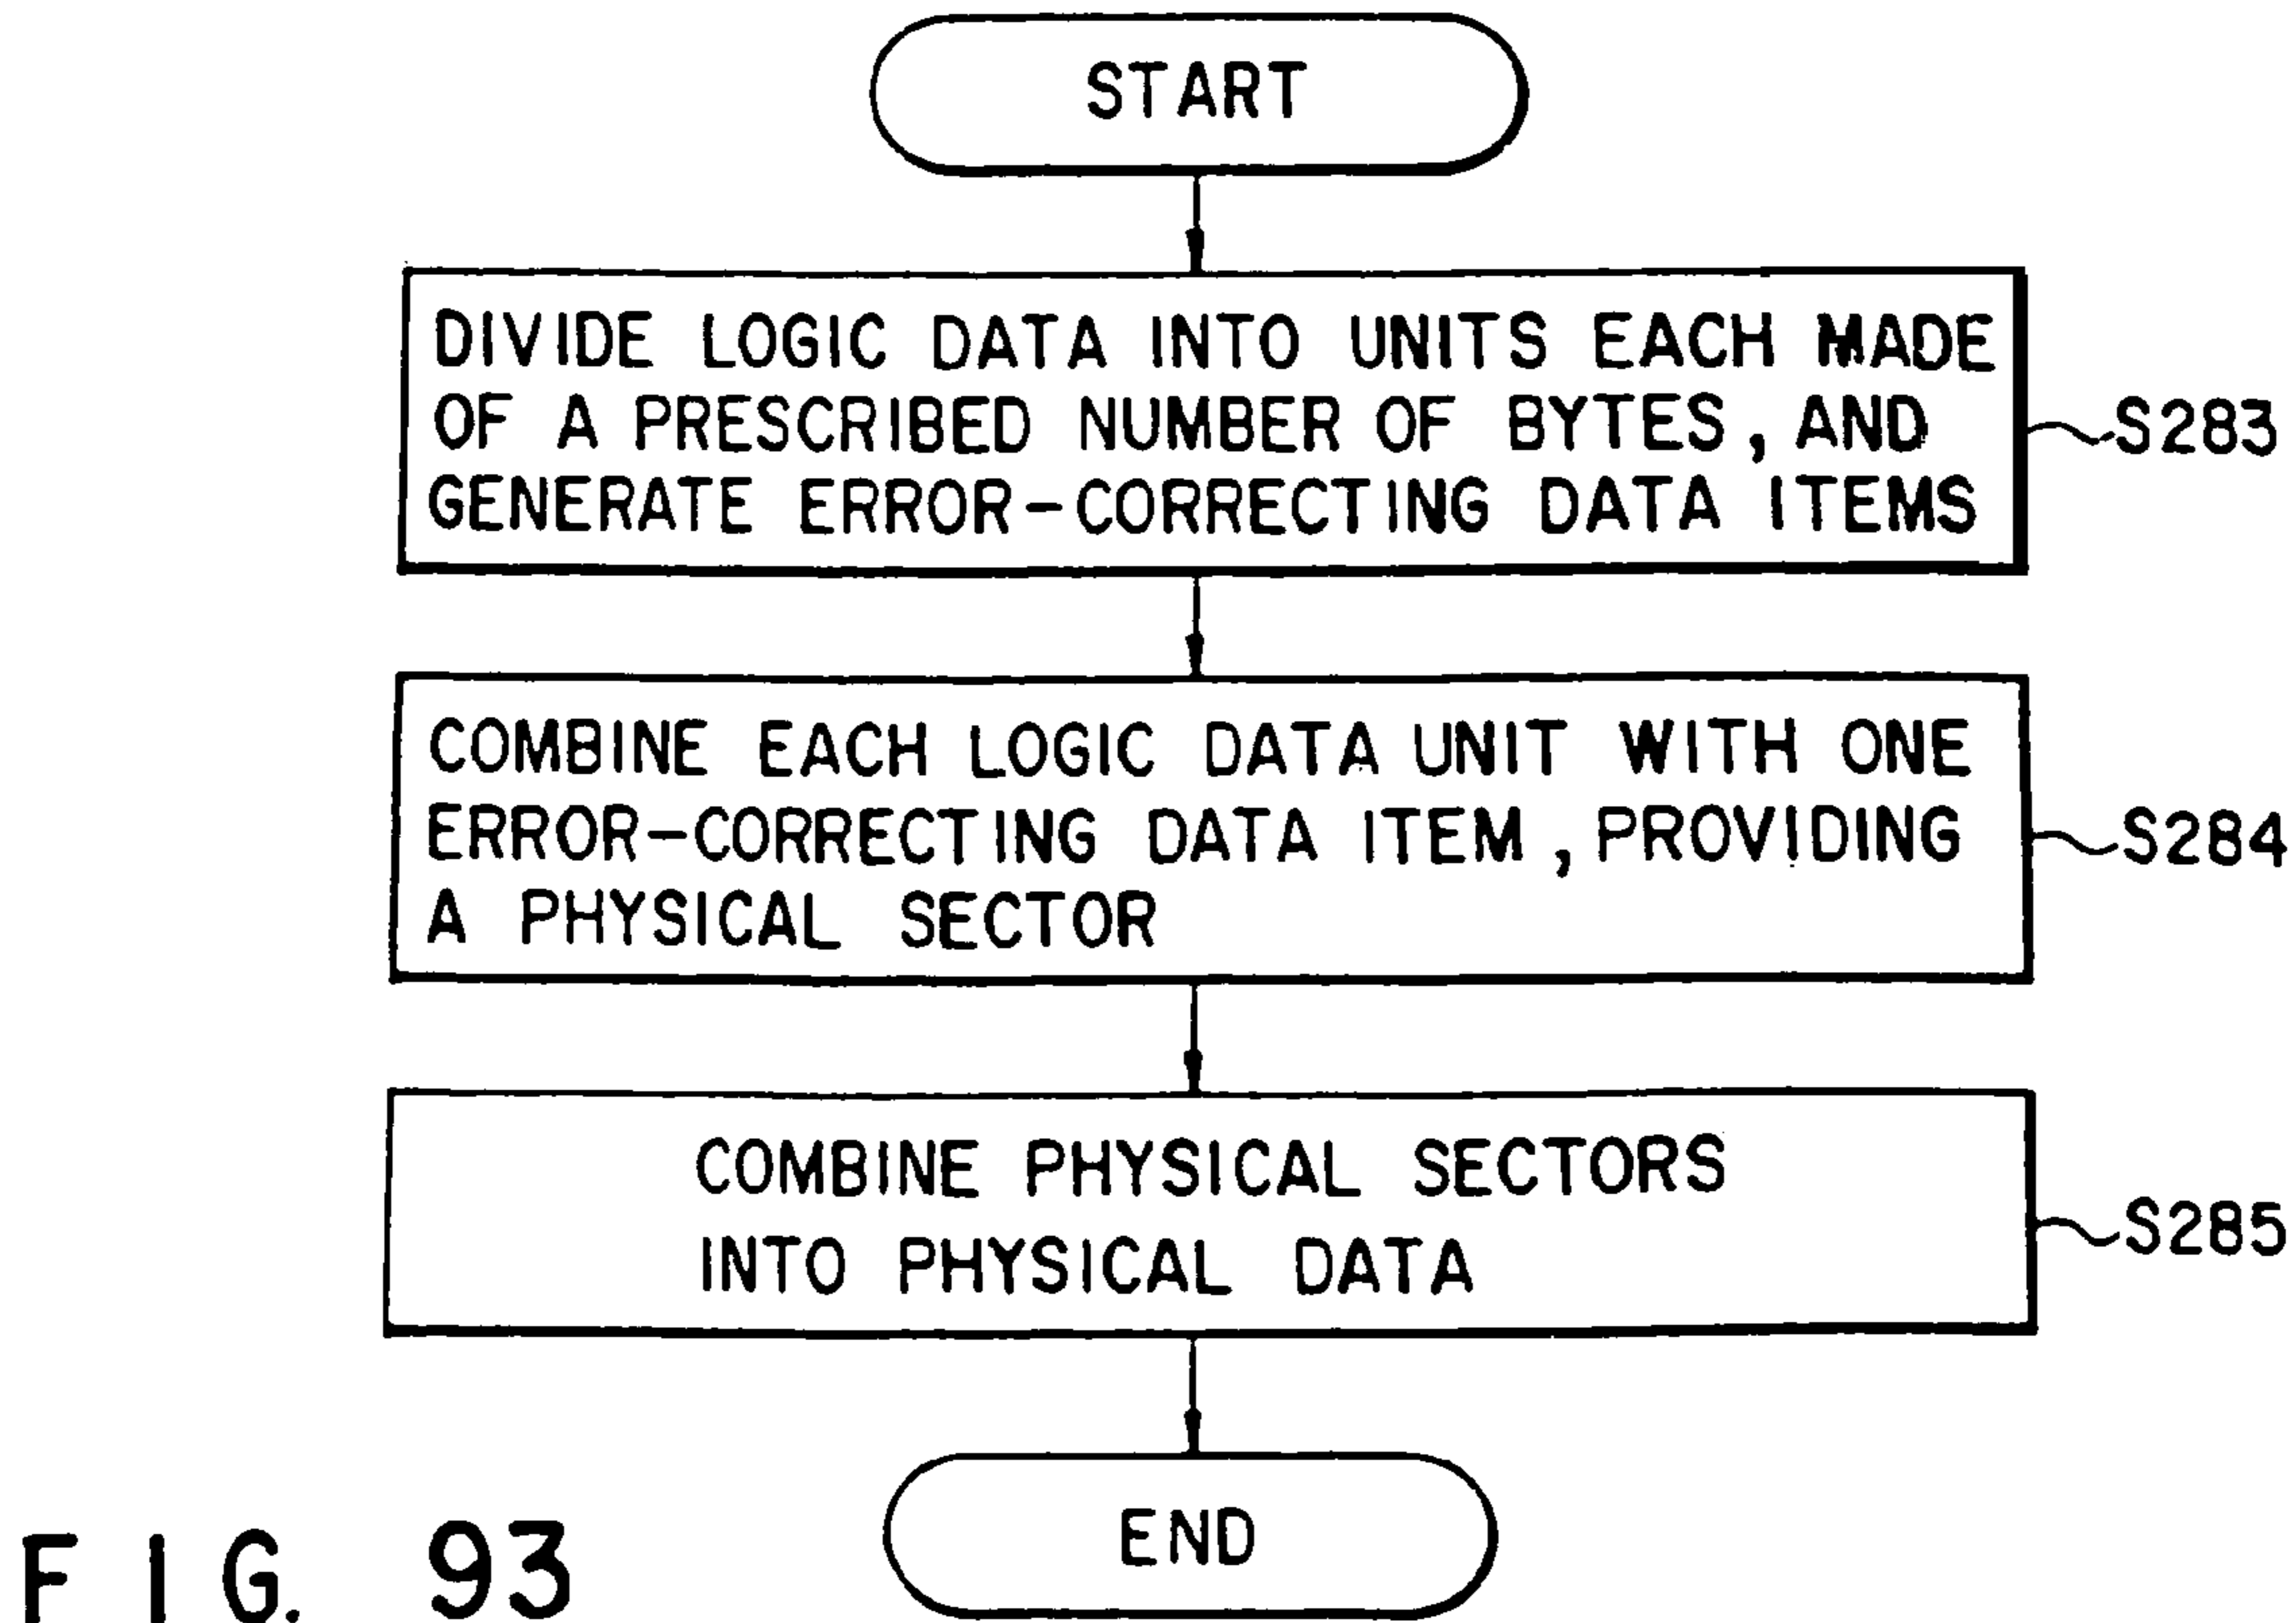 START
DIVIDE LOGIC DATA INTO UNITS EACH MADE
OF A PRESCRIBED NUMBER OF BYTES, AND
GENERATE ERROR-CORRECTING DATA ITEMS
S283
COMBINE EACH LOGIC DATA UNIT WITH ONE
ERROR-CORRECTING DATA ITEM, PROVIDING
A PHYSICAL SECTOR
S284
COMBINE PHYSICAL SECTORS
INTO PHYSICAL DATA
S285
END
FIG. 93